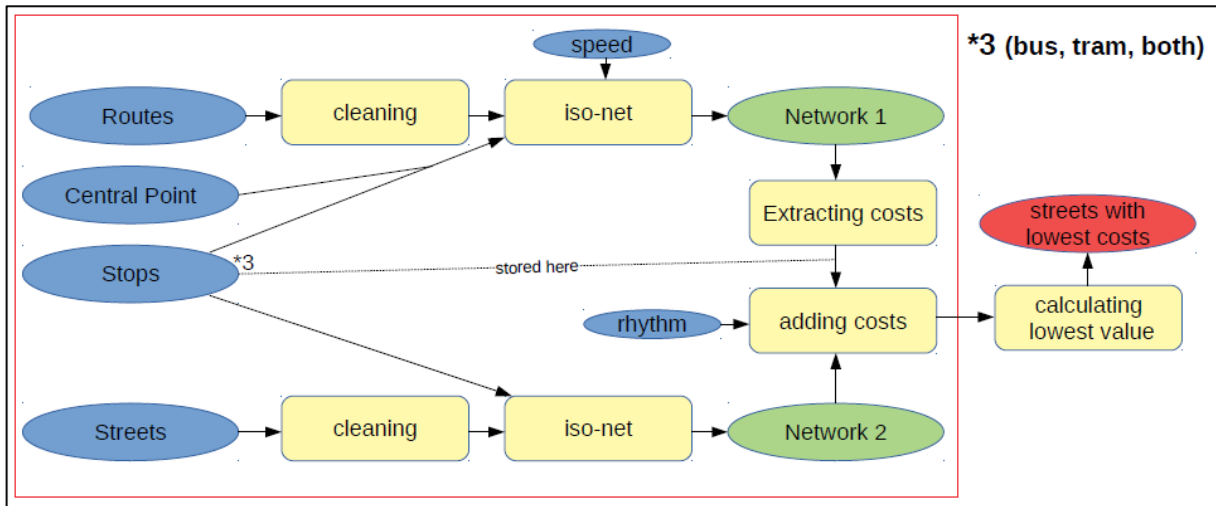 speed
*3 (bus, tram, both)
Routes
cleaning
iso-net
Network 1
Central Point
Extracting costs
streets with
lowest costs
Stops
*3
stored here
rhythm
adding costs
calculating
lowest value
Streets
cleaning
iso-net
Network 2